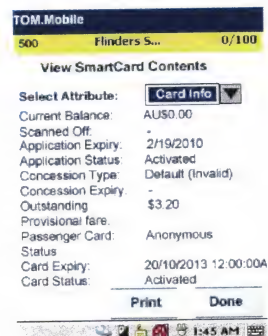 TOM.Mobile
500 Flinders S... 0/100
View SmartCard Contents
Select Attribute: Card Info
Current Balance: AU$0.00
Scanned Off: -
Application Expiry: 2/19/2010
Application Status: Activated
Concession Type: Default (Invalid)
Concession Expiry: -
Outstanding $3.20
Provisional fare.
Passenger Card: Anonymous
Status
Card Expiry: 20/10/2013 12:00:00A
Card Status: Activated
Print Done
1:45 AM